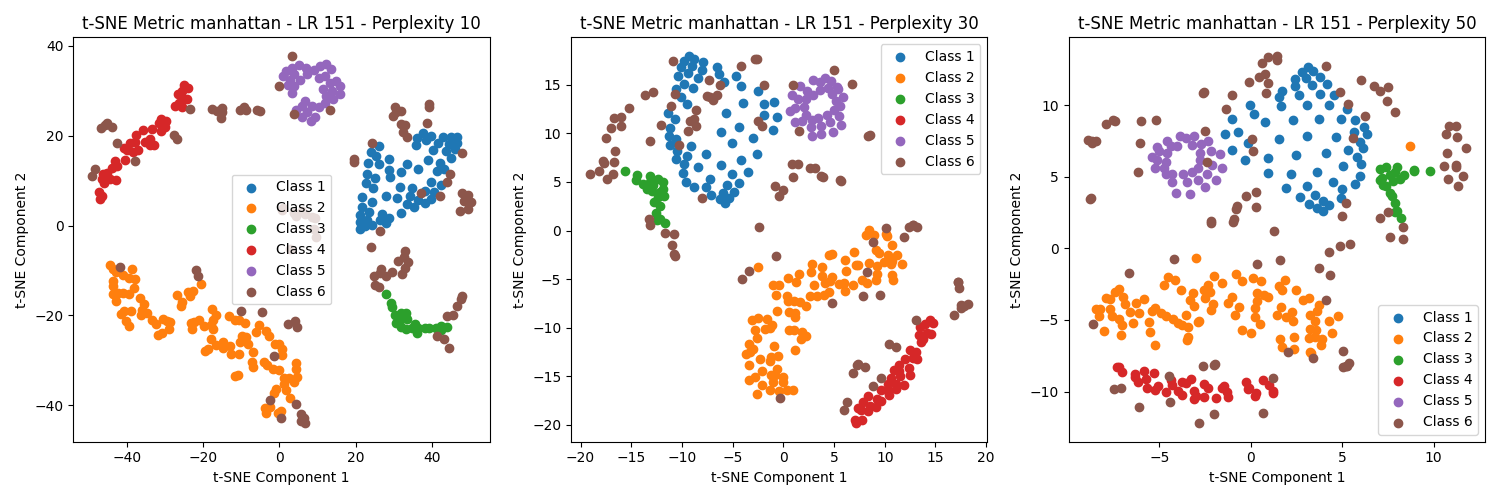 t-SNE Metric manhattan - LR 151 - Perplexity 10
40
20
0
−20
−40
t-SNE Component 2
Class 1
Class 2
Class 3
Class 4
Class 5
Class 6
−40 −20 0 20 40
t-SNE Component 1
t-SNE Metric manhattan - LR 151 - Perplexity 30
15
10
5
0
−5
−10
−15
−20
t-SNE Component 2
Class 1
Class 2
Class 3
Class 4
Class 5
Class 6
−20 −15 −10 −5 0 5 10 15 20
t-SNE Component 1
t-SNE Metric manhattan - LR 151 - Perplexity 50
10
5
0
−5
−10
t-SNE Component 2
Class 1
Class 2
Class 3
Class 4
Class 5
Class 6
−5 0 5 10
t-SNE Component 1